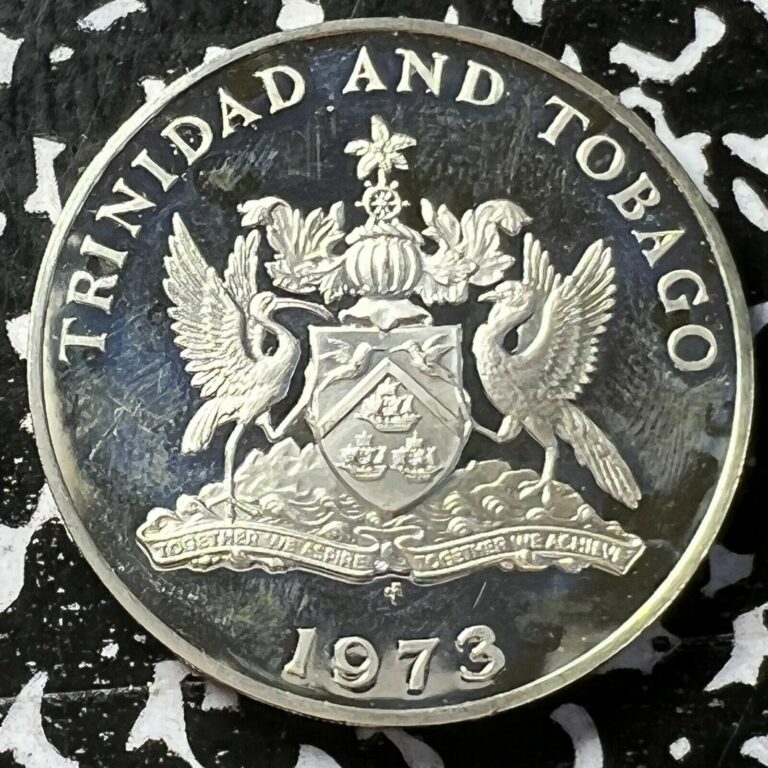 TRINIDAD AND TOBAGO
TOGETHER WE ASPIRE TOGETHER WE ACHIEVE
1973